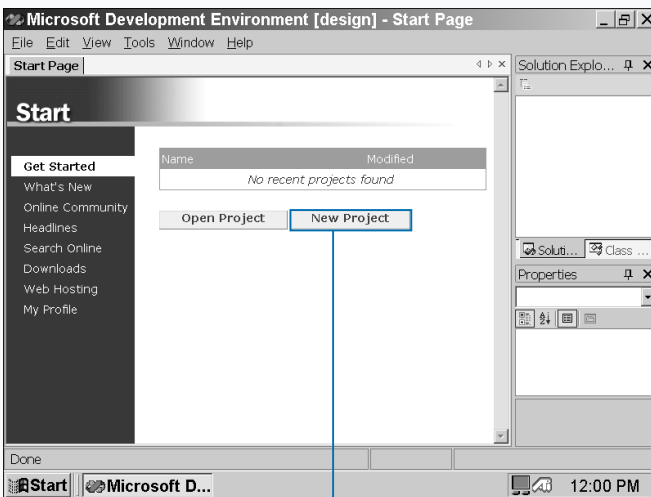 Microsoft Development Environment [design] - Start Page
File Edit View Tools Window Help
Start Page
Solution Explo...
Start
Get Started
What's New
Online Community
Headlines
Search Online
Downloads
Web Hosting
My Profile
Name Modified
No recent projects found
Open Project New Project
Soluti... Class ...
Properties
Done
Start Microsoft D... 12:00 PM